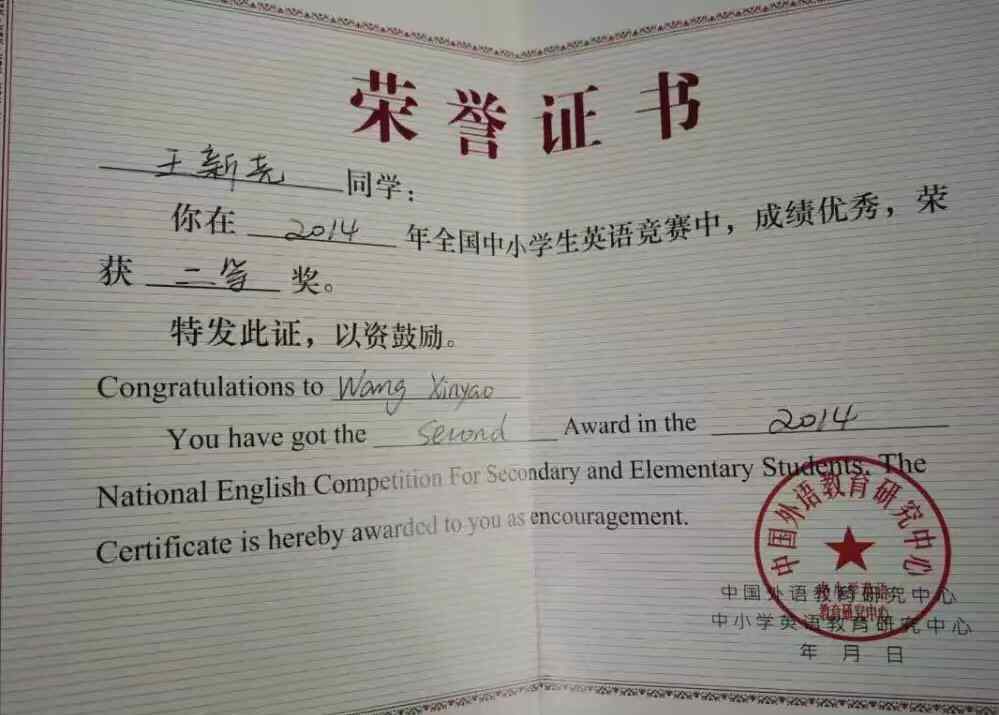 荣誉证书
王新尧 同学:
你在 2014 年全国中小学生英语竞赛中，成绩优秀，荣
获 二等 奖。
特发此证，以资鼓励。
Congratulations to Wang Xinyao
You have got the Second Award in the 2014
National English Competition For Secondary and Elementary Students. The
Certificate is hereby awarded to you as encouragement.
中国外语教育研究中心
中国外语教育研究中心
中小学英语教育研究中心
年 月 日